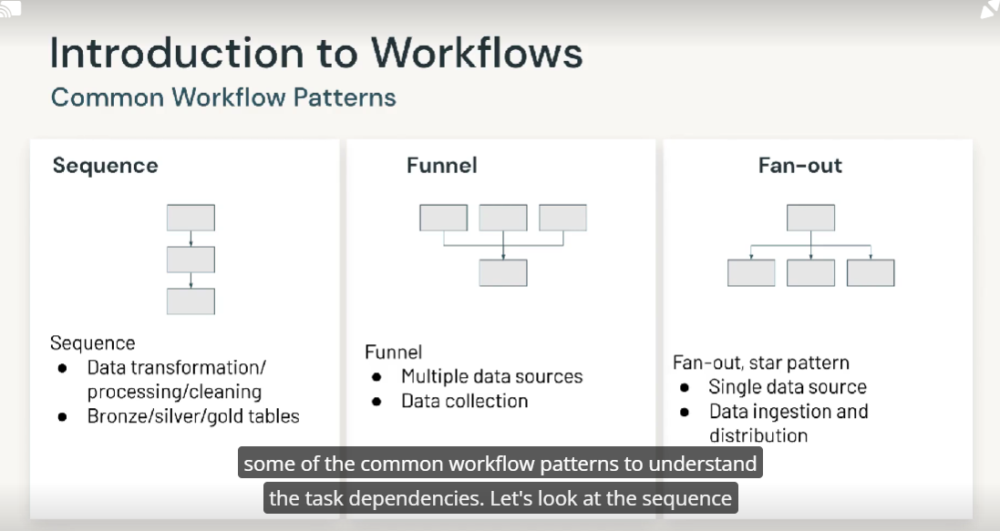 Introduction to Workflows
Common Workflow Patterns
Sequence
Sequence
● Data transformation/
processing/cleaning
● Bronze/silver/gold tables
Funnel
Funnel
● Multiple data sources
● Data collection
Fan-out
Fan-out, star pattern
● Single data source
● Data ingestion and
distribution
some of the common workflow patterns to understand
the task dependencies. Let's look at the sequence